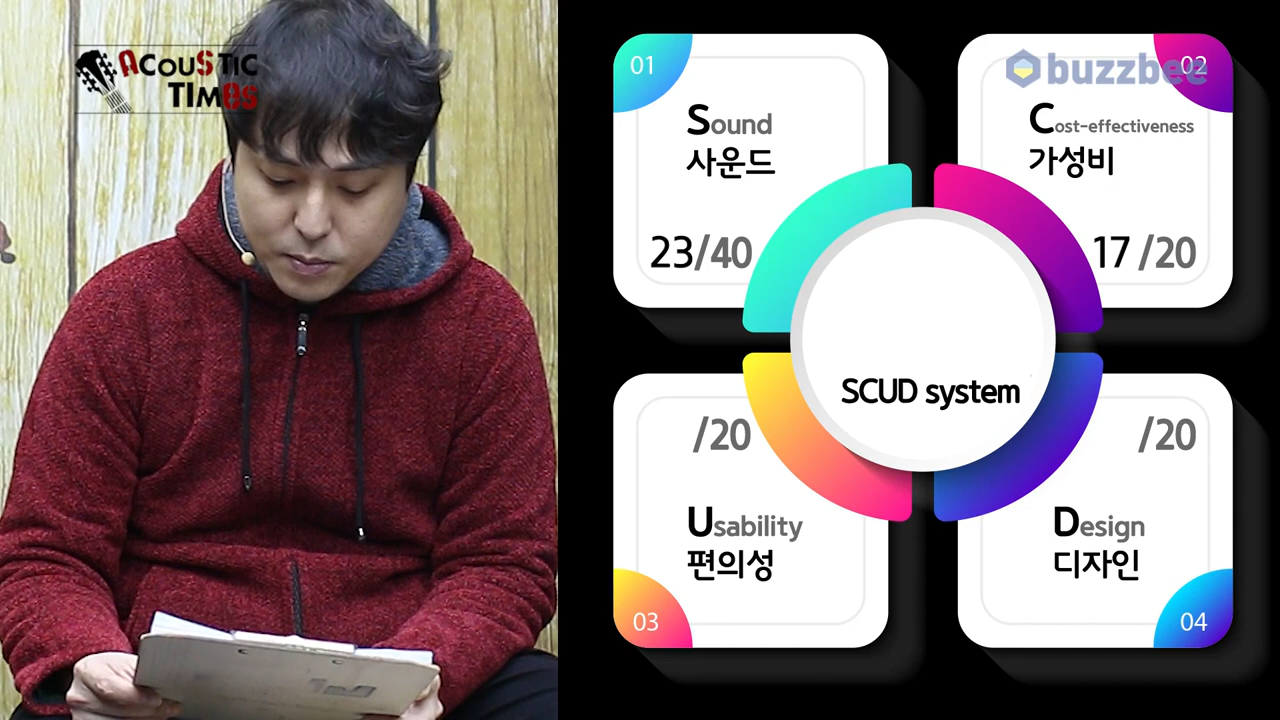 ACOUSTIC
TIMES
01
Sound
사운드
23/40
buzzbee
02
Cost-effectiveness
가성비
17 /20
SCUD system
/20
Usability
편의성
03
/20
Design
디자인
04